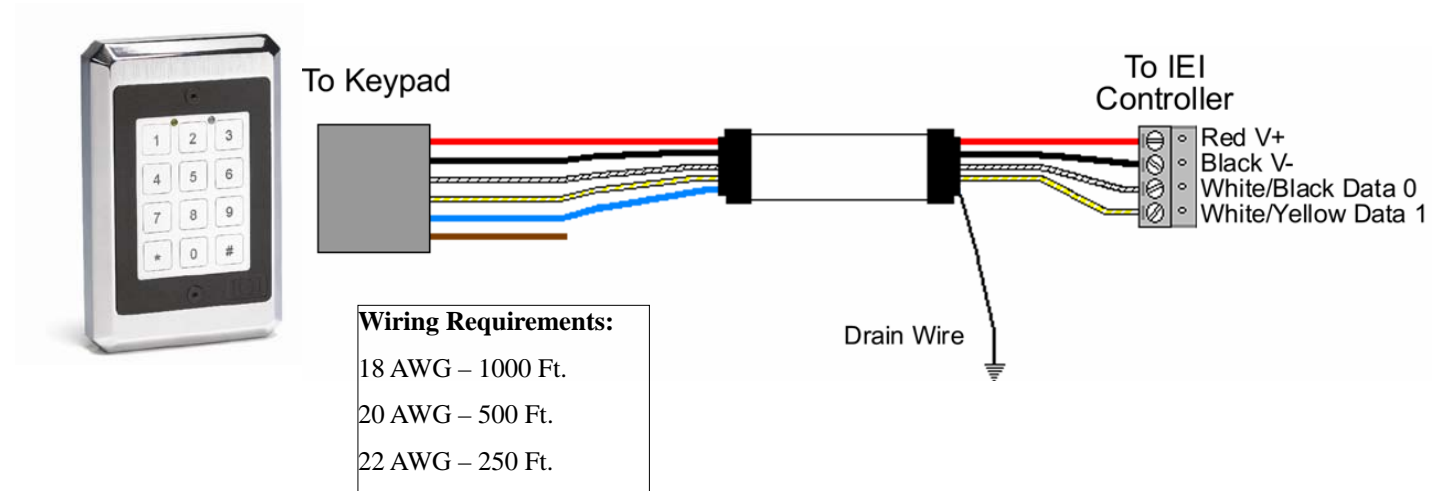 1 2 3
4 5 6
7 8 9
* 0 #
To Keypad
To IEI
Controller
Red V+
Black V-
White/Black Data 0
White/Yellow Data 1
Drain Wire
Wiring Requirements:
18 AWG – 1000 Ft.
20 AWG – 500 Ft.
22 AWG – 250 Ft.